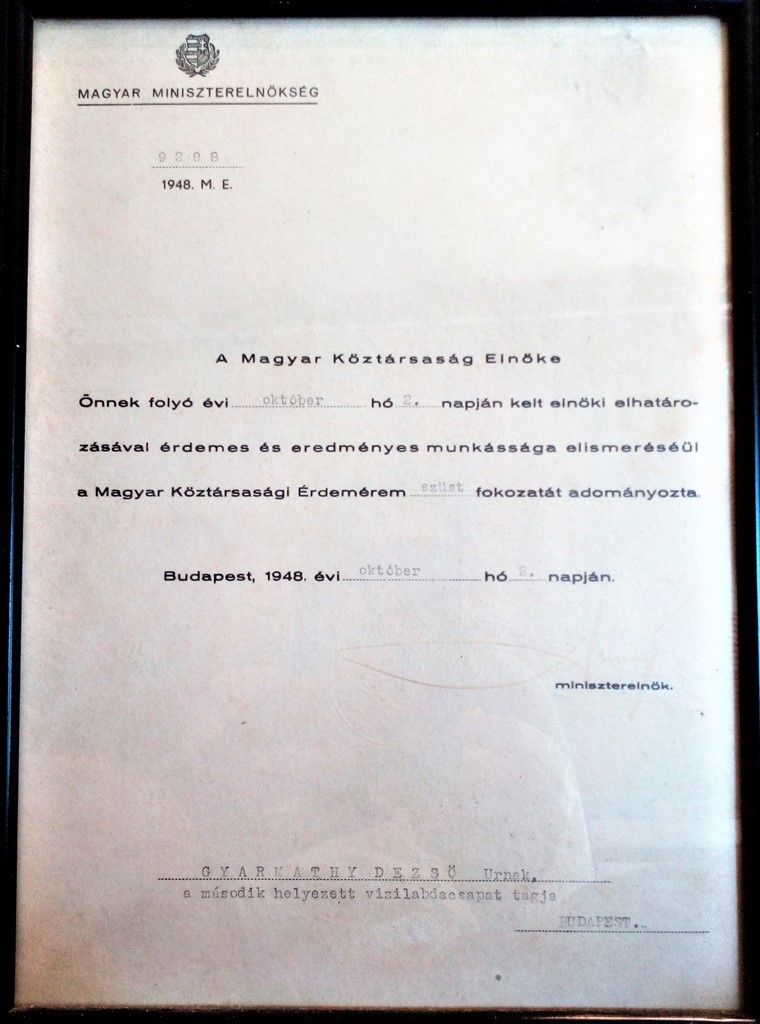 MAGYAR MINISZTERELNÖKSÉG
9288
1948. M. E.
A Magyar Köztársaság Elnöke
Önnek folyó évi október hó 2. napján kelt elnöki elhatáro-
zásával érdemes és eredményes munkássága elismeréséül
a Magyar Köztársasági Érdemérem ezüst fokozatát adományozta.
Budapest, 1948. évi október hó 2. napján.
miniszterelnök.
GYARMATHY DEZSŐ Urnak,
a második helyezett vizilabdacsapat tagja
BUDAPEST.